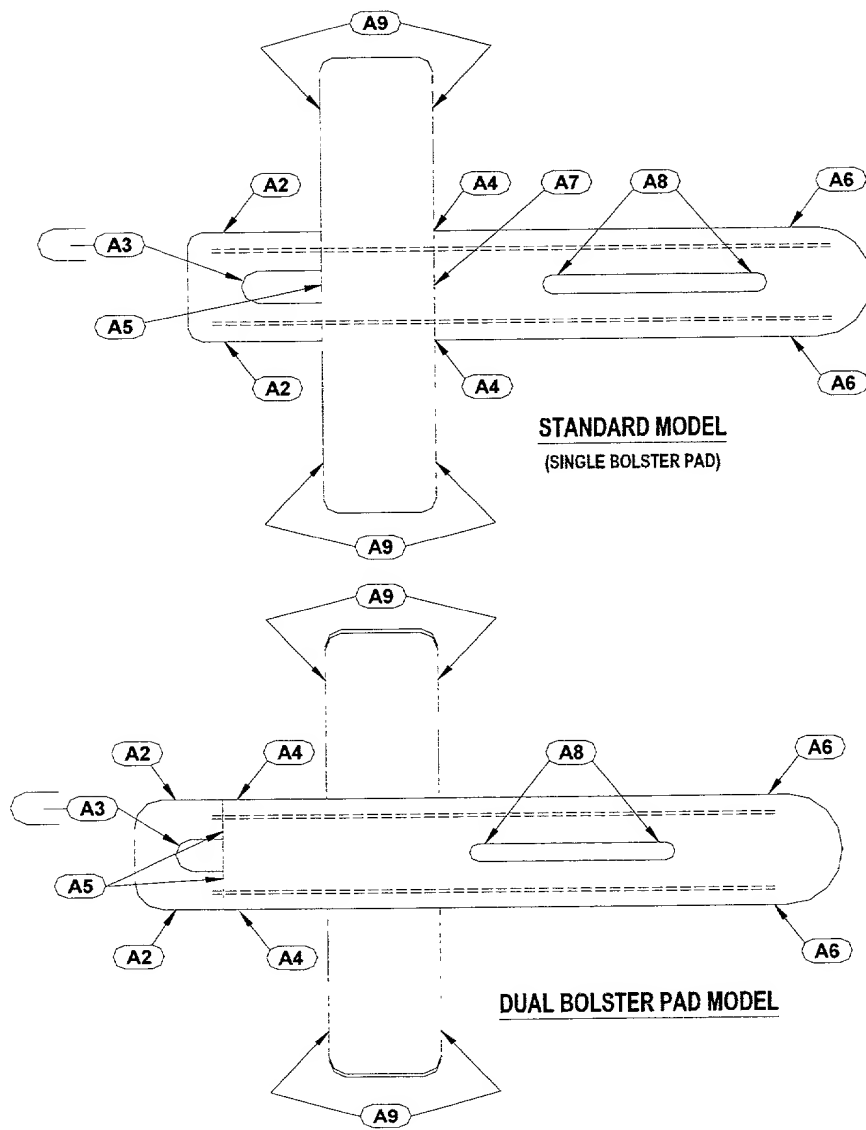 A9
A2 A4 A7 A8 A6
A3
A5
A2 A4 A6
STANDARD MODEL
(SINGLE BOLSTER PAD)
A9
A9
A2 A4 A8 A6
A3
A5
A2 A4 A6
DUAL BOLSTER PAD MODEL
A9